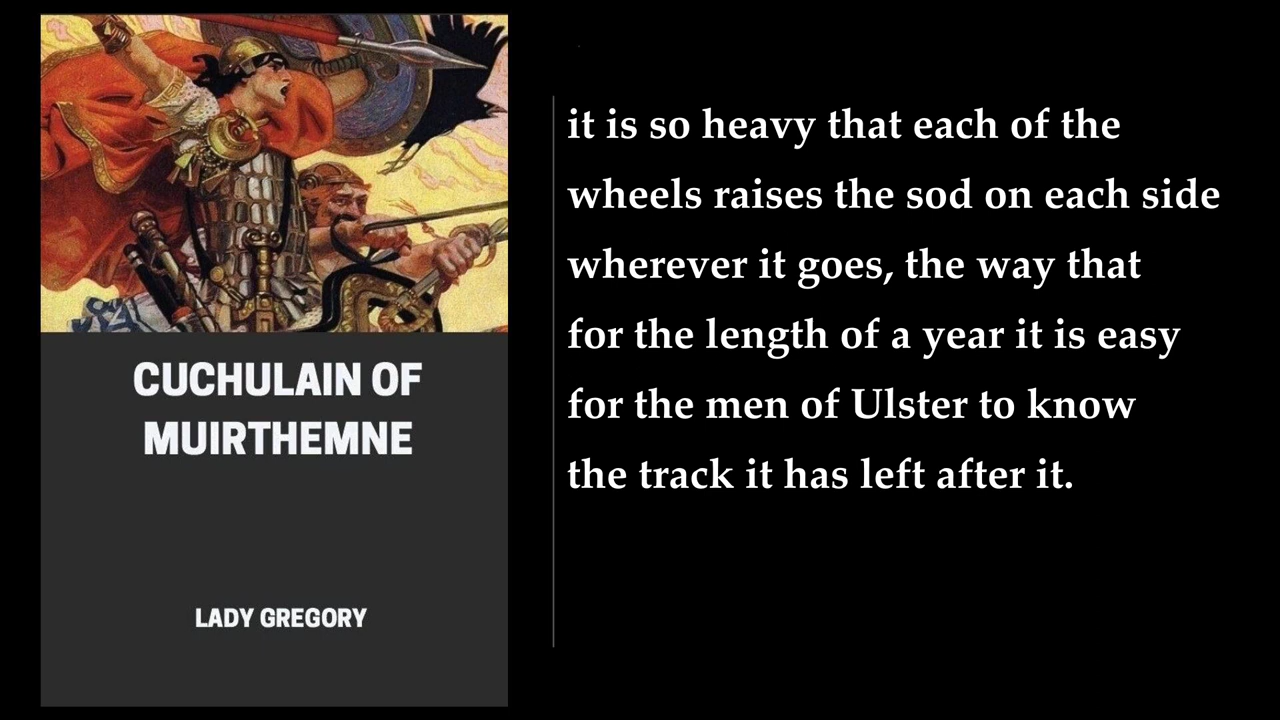 CUCHULAIN OF
MUIRTHEMNE
LADY GREGORY
it is so heavy that each of the
wheels raises the sod on each side
wherever it goes, the way that
for the length of a year it is easy
for the men of Ulster to know
the track it has left after it.